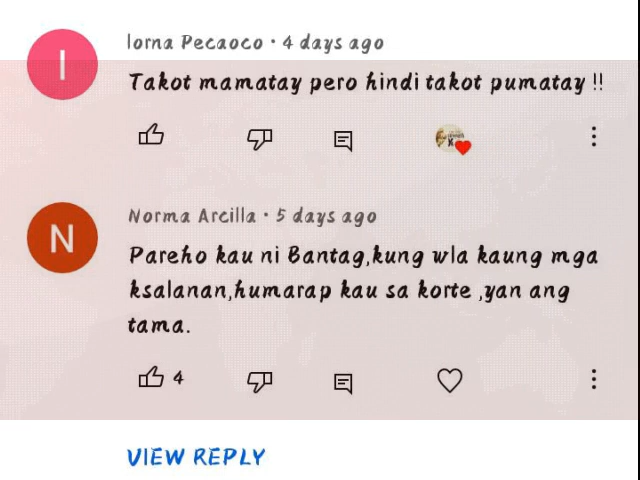 I
lorna Pecaoco · 4 days ago
Takot mamatay pero hindi takot pumatay !!
N
Norma Arcilla · 5 days ago
Pareho kau ni Bantag,kung wla kaung mga
ksalanan,humarap kau sa korte ,yan ang
tama.
4
VIEW REPLY